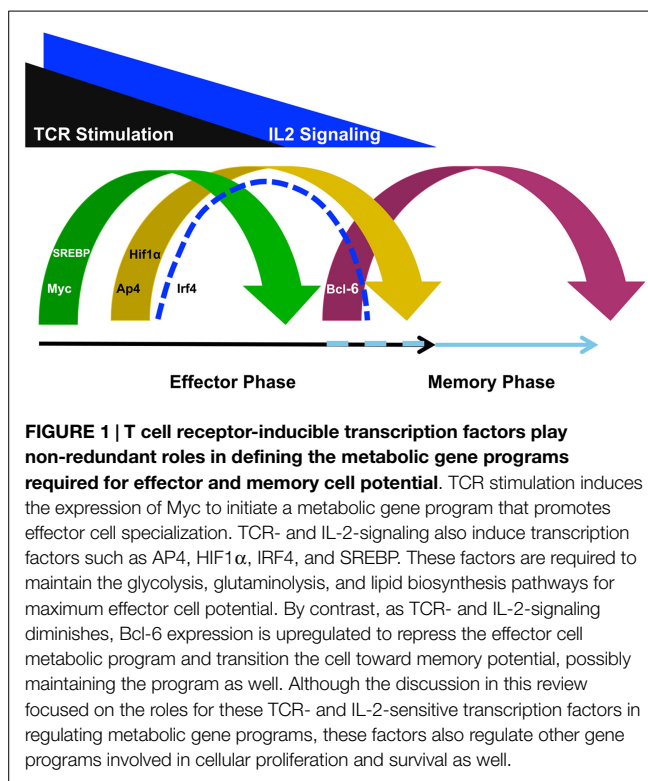 TCR Stimulation
IL2 Signaling
SREBP
Hif1α
Myc
Ap4
Irf4
Bcl-6
Effector Phase
Memory Phase
FIGURE 1 | T cell receptor-inducible transcription factors play
non-redundant roles in defining the metabolic gene programs
required for effector and memory cell potential. TCR stimulation induces
the expression of Myc to initiate a metabolic gene program that promotes
effector cell specialization. TCR- and IL-2-signaling also induce transcription
factors such as AP4, HIF1α, IRF4, and SREBP. These factors are required to
maintain the glycolysis, glutaminolysis, and lipid biosynthesis pathways for
maximum effector cell potential. By contrast, as TCR- and IL-2-signaling
diminishes, Bcl-6 expression is upregulated to repress the effector cell
metabolic program and transition the cell toward memory potential, possibly
maintaining the program as well. Although the discussion in this review
focused on the roles for these TCR- and IL-2-sensitive transcription factors in
regulating metabolic gene programs, these factors also regulate other gene
programs involved in cellular proliferation and survival as well.